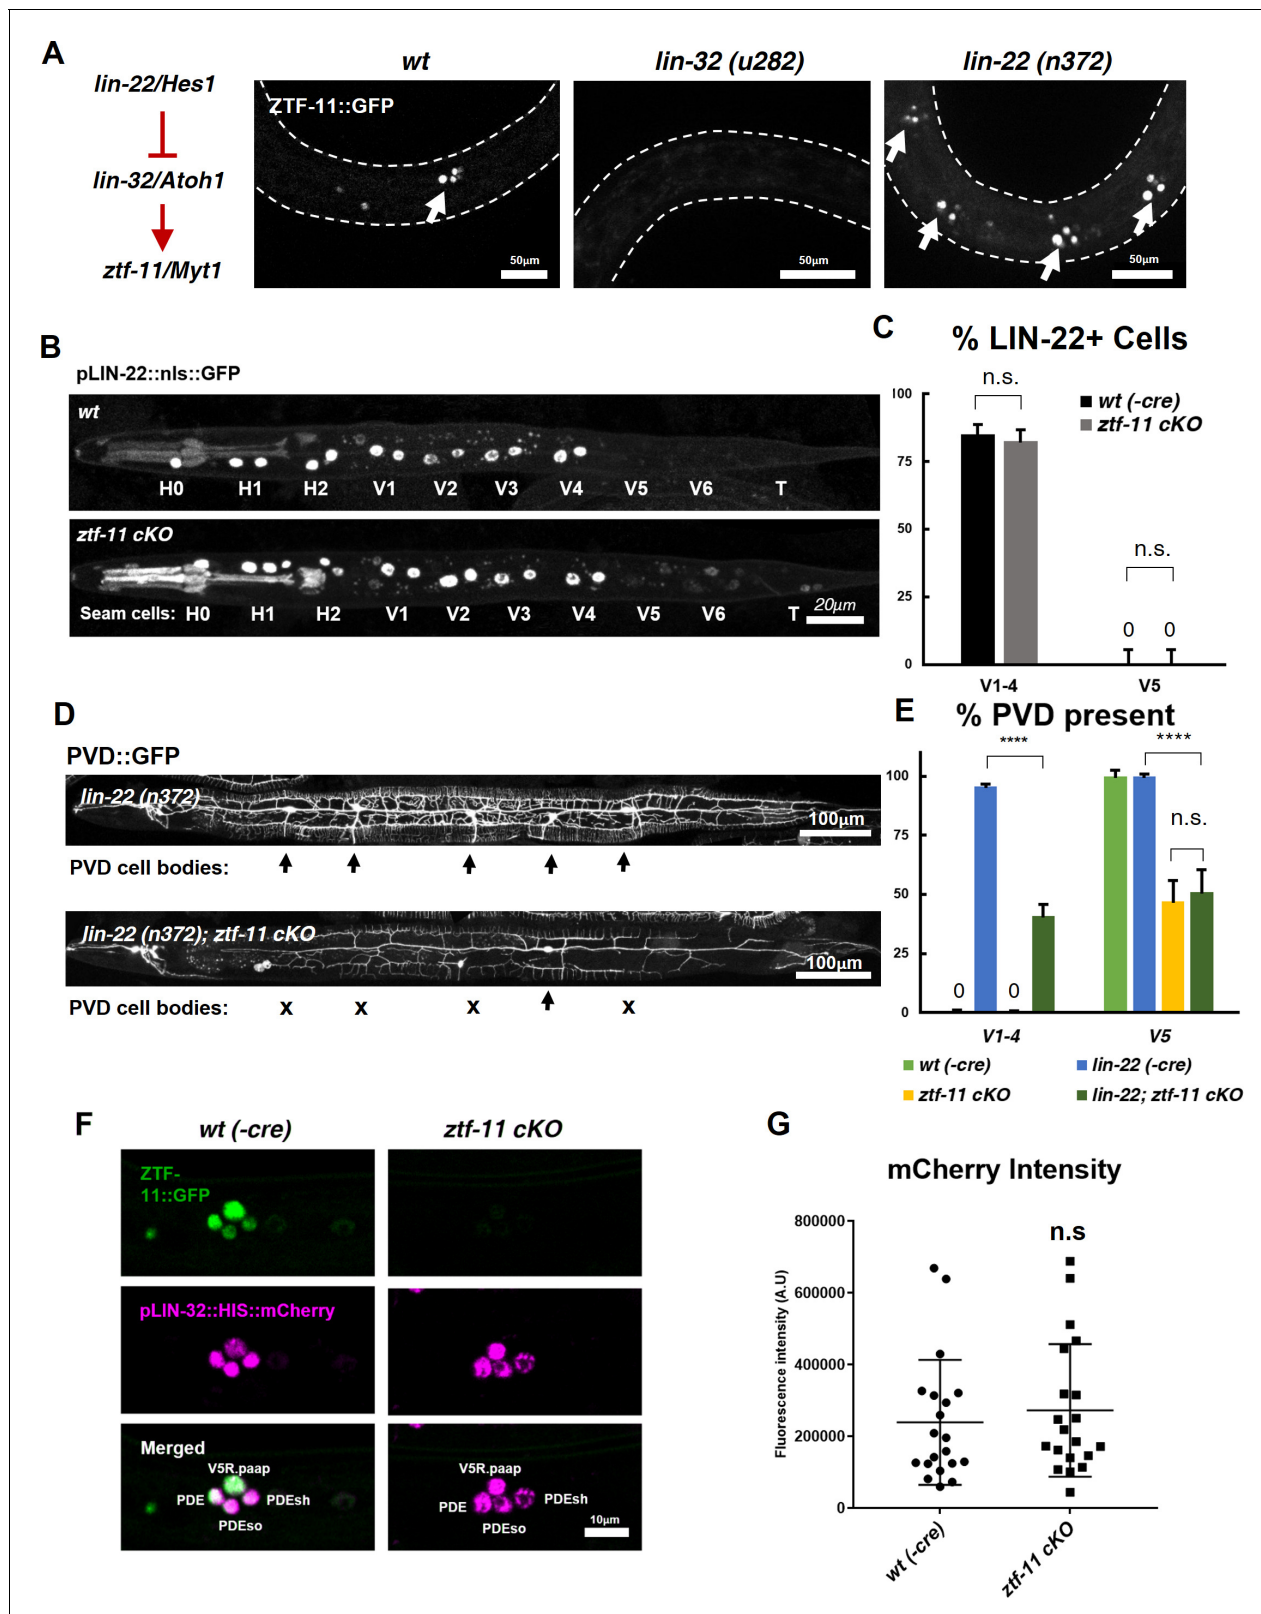 A
lin-22/Hes1
lin-32/Atoh1
ztf-11/Myt1
wt
lin-32 (u282)
lin-22 (n372)
ZTF-11::GFP
50µm
50µm
50µm
B
pLIN-22::nls::GFP
wt
H0 H1 H2 V1 V2 V3 V4 V5 V6 T
ztf-11 cKO
Seam cells: H0 H1 H2 V1 V2 V3 V4 V5 V6 T
20µm
C
% LIN-22+ Cells
n.s.
wt (-cre)
ztf-11 cKO
100
75
50
25
0
n.s.
0 0
V1-4 V5
D
PVD::GFP
lin-22 (n372)
100µm
PVD cell bodies:
lin-22 (n372); ztf-11 cKO
100µm
PVD cell bodies: x x x x
E
% PVD present
**** ****
n.s.
100
75
50
25
0
0 0
V1-4 V5
wt (-cre) lin-22 (-cre)
ztf-11 cKO lin-22; ztf-11 cKO
F
wt (-cre) ztf-11 cKO
ZTF-
11::GFP
pLIN-32::HIS::mCherry
Merged
V5R.paap
PDE PDEsh
PDEso
V5R.paap
PDE PDEsh
PDEso
10µm
G
mCherry Intensity
n.s
Fluorescence intensity (A.U)
800000
600000
400000
200000
0
wt (-cre)
ztf-11 cKO